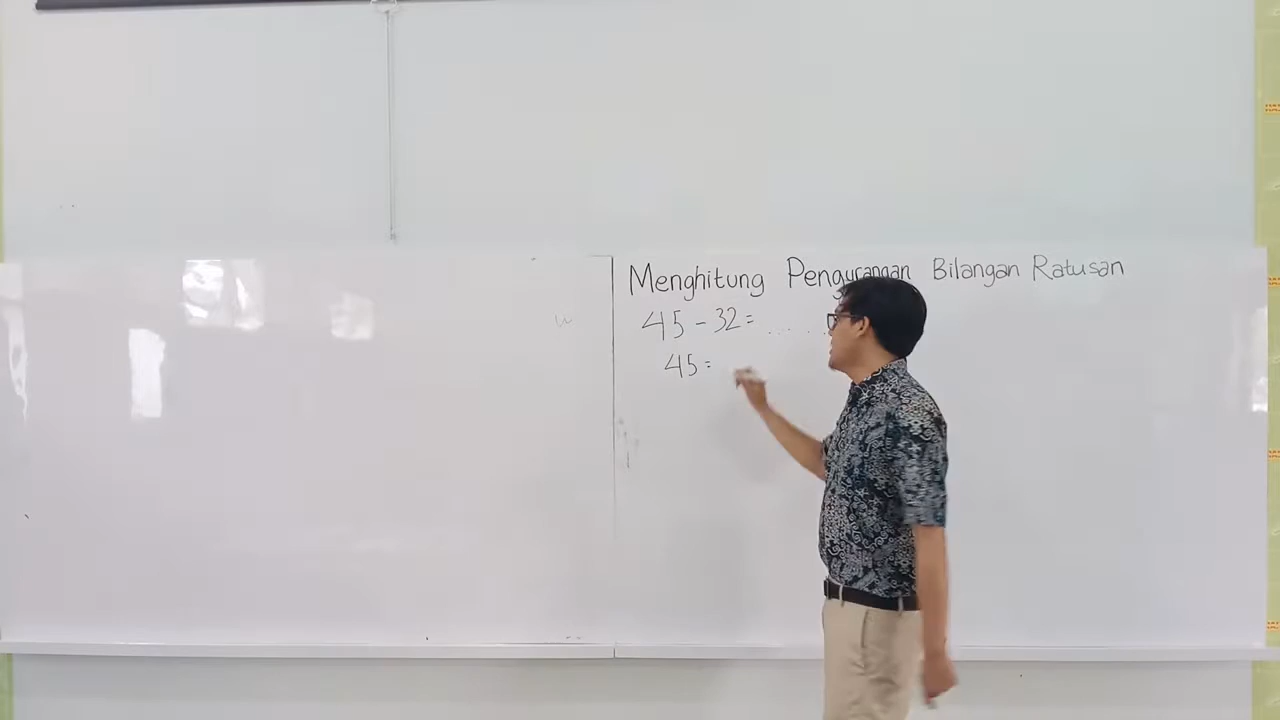 Menghitung Pengurangan Bilangan Ratusan
45 - 32 = ... ...
45 =